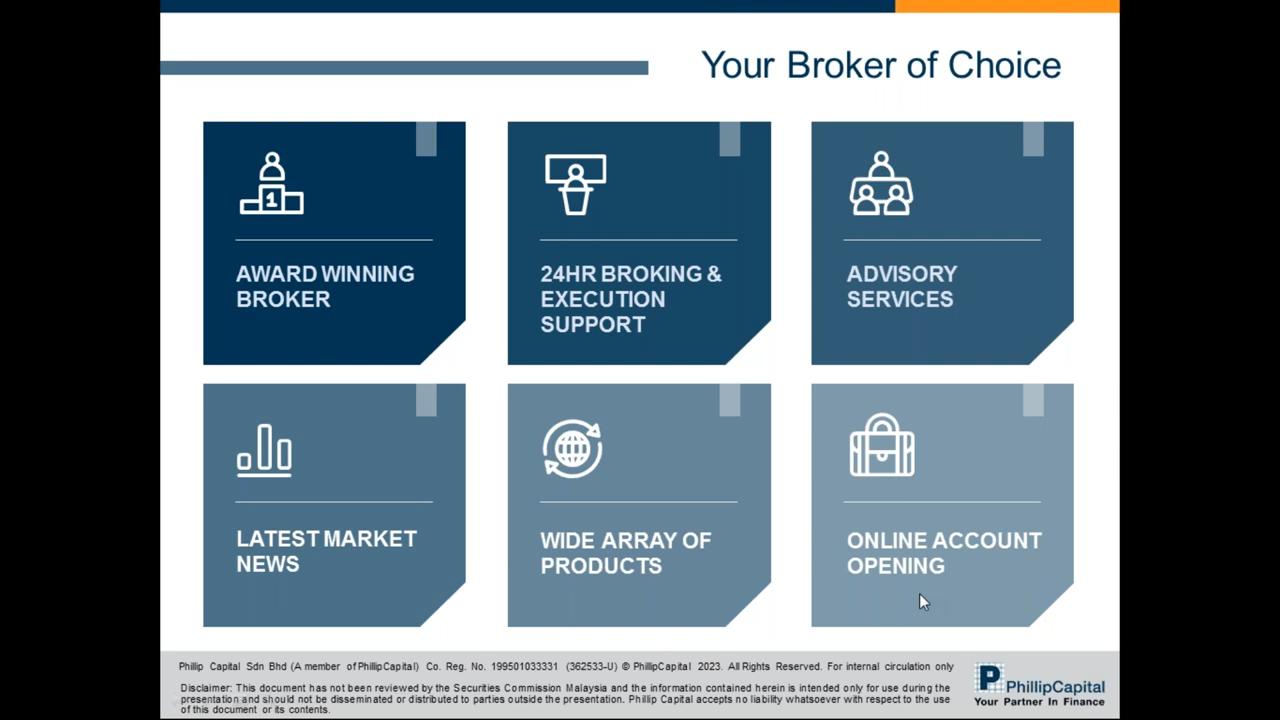 Your Broker of Choice
1
AWARD WINNING
BROKER
24HR BROKING &
EXECUTION
SUPPORT
ADVISORY
SERVICES
LATEST MARKET
NEWS
WIDE ARRAY OF
PRODUCTS
ONLINE ACCOUNT
OPENING
Phillip Capital Sdn Bhd (A member of PhillipCapital) Co. Reg. No. 199501033331 (362533-U) © PhillipCapital 2023. All Rights Reserved. For internal circulation only
Disclaimer: This document has not been reviewed by the Securities Commission Malaysia and the information contained herein is intended only for use during the
presentation and should not be disseminated or distributed to parties outside the presentation. Phillip Capital accepts no liability whatsoever with respect to the use
of this document or its contents.
P PhillipCapital
Your Partner In Finance